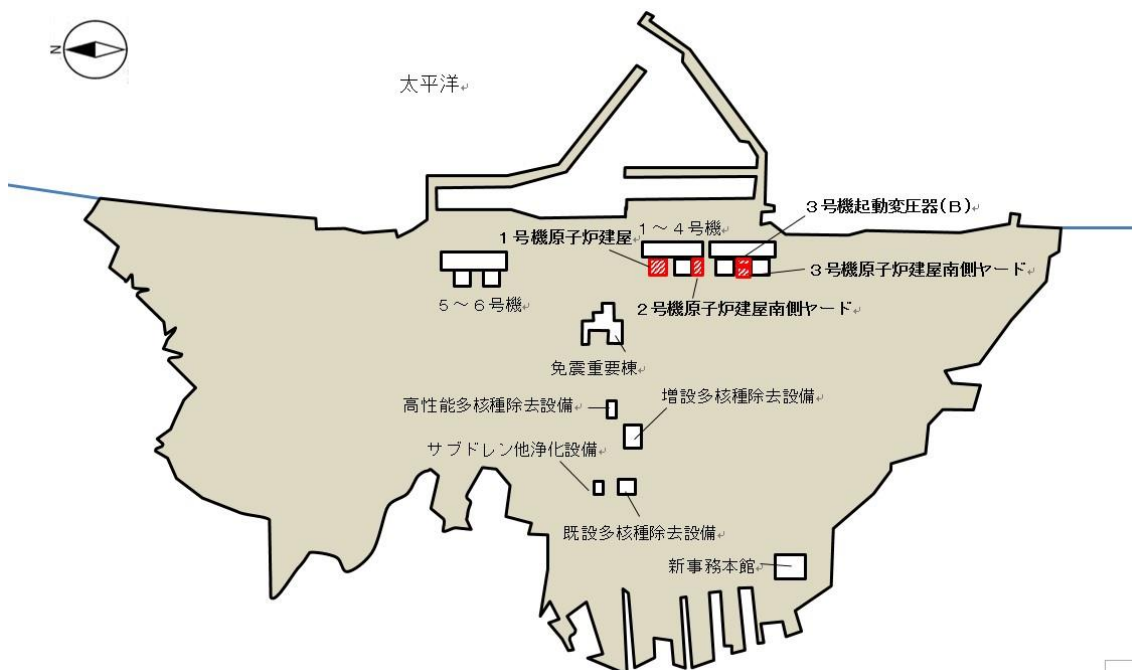 N
太平洋
3号機起動変圧器(B)
1~4号機
1号機原子炉建屋
3号機原子炉建屋南側ヤード
5~6号機
2号機原子炉建屋南側ヤード
免震重要棟
高性能多核種除去設備
増設多核種除去設備
サブドレン他浄化設備
既設多核種除去設備
新事務本館